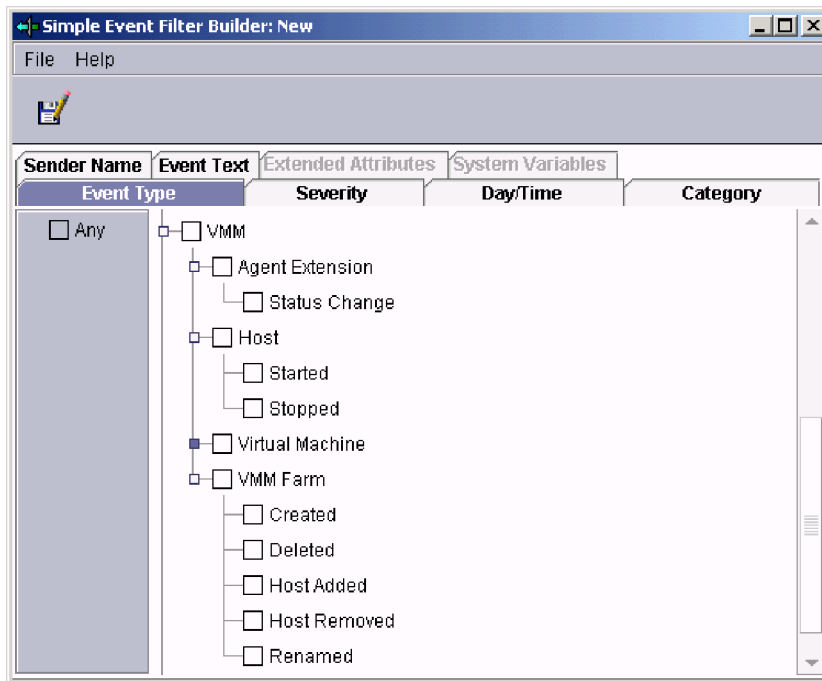 Simple Event Filter Builder: New
File Help
Sender Name Event Text Extended Attributes System Variables
Event Type Severity Day/Time Category
Any VMM
Agent Extension
Status Change
Host
Started
Stopped
Virtual Machine
VMM Farm
Created
Deleted
Host Added
Host Removed
Renamed